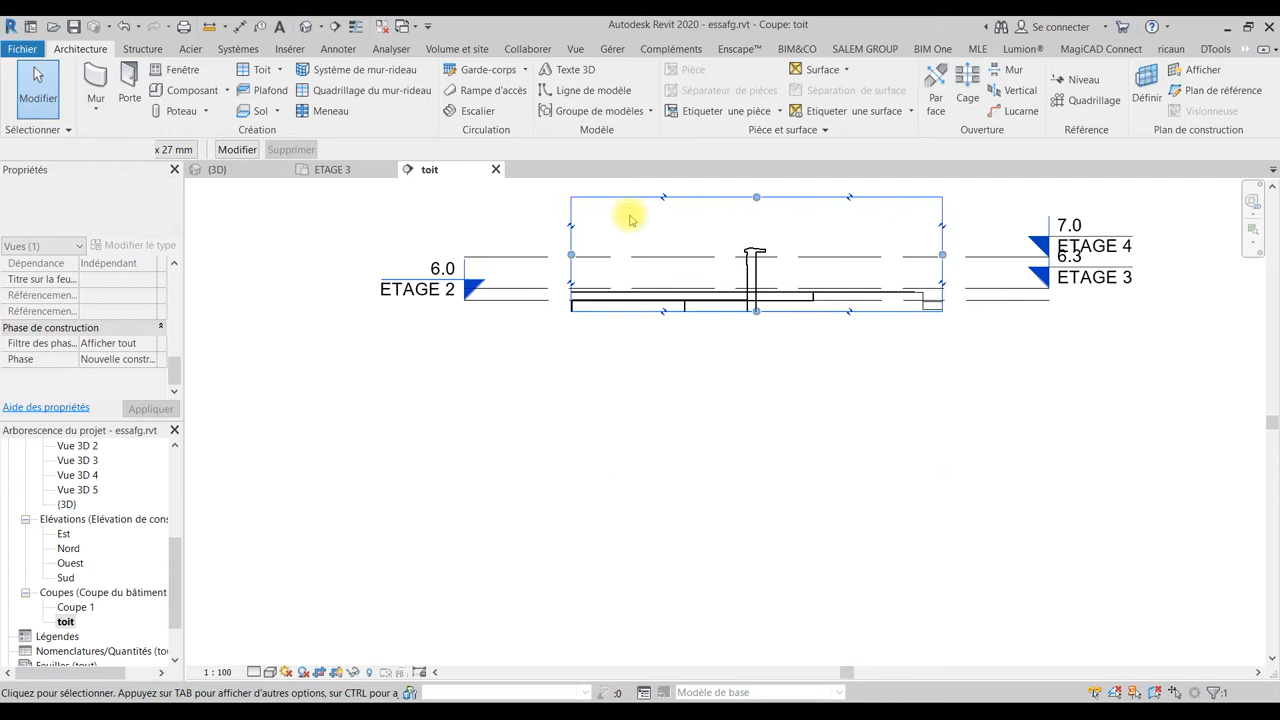 Autodesk Revit 2020 - essafg.rvt - Coupe: toit
Se connecter
Fichier Architecture Structure Acier Systèmes Insérer Annoter Analyser Volume et site Collaborer Vue Gérer Compléments Enscape™ BIM&CO SALEM GROUP BIM One MLE Lumion® MagiCAD Connect ricaun DTools
Modifier
Mur
Porte
Fenêtre
Composant
Poteau
Toit
Plafond
Sol
Système de mur-rideau
Quadrillage du mur-rideau
Meneau
Garde-corps
Rampe d'accès
Escalier
Texte 3D
Ligne de modèle
Groupe de modèles
Pièce
Séparateur de pièces
Etiqueter une pièce
Surface
Séparation de surface
Etiqueter une surface
Par face
Cage
Mur
Vertical
Lucarne
Niveau
Quadrillage
Définir
Afficher
Plan de référence
Visionneuse
Sélectionner Création Circulation Modèle Pièce et surface Ouverture Référence Plan de construction
x 27 mm Modifier Supprimer
Propriétés
{3D} ETAGE 3 toit
Vues (1) Modifier le type
Dépendance Indépendant
Titre sur la feu...
Référencemen...
Référencemen...
Phase de construction
Filtre des phas... Afficher tout
Phase Nouvelle constr...
Aide des propriétés Appliquer
Arborescence du projet - essafg.rvt
Vue 3D 2
Vue 3D 3
Vue 3D 4
Vue 3D 5
{3D}
Elévations (Elévation de cons
Est
Nord
Ouest
Sud
Coupes (Coupe du bâtiment
Coupe 1
toit
Légendes
Nomenclatures/Quantités (tou
Feuilles (tout)
6.0
ETAGE 2
7.0
ETAGE 4
6.3
ETAGE 3
1 : 100
Cliquez pour sélectionner. Appuyez sur TAB pour afficher d'autres options, sur CTRL pour a
:0
Modèle de base
:1